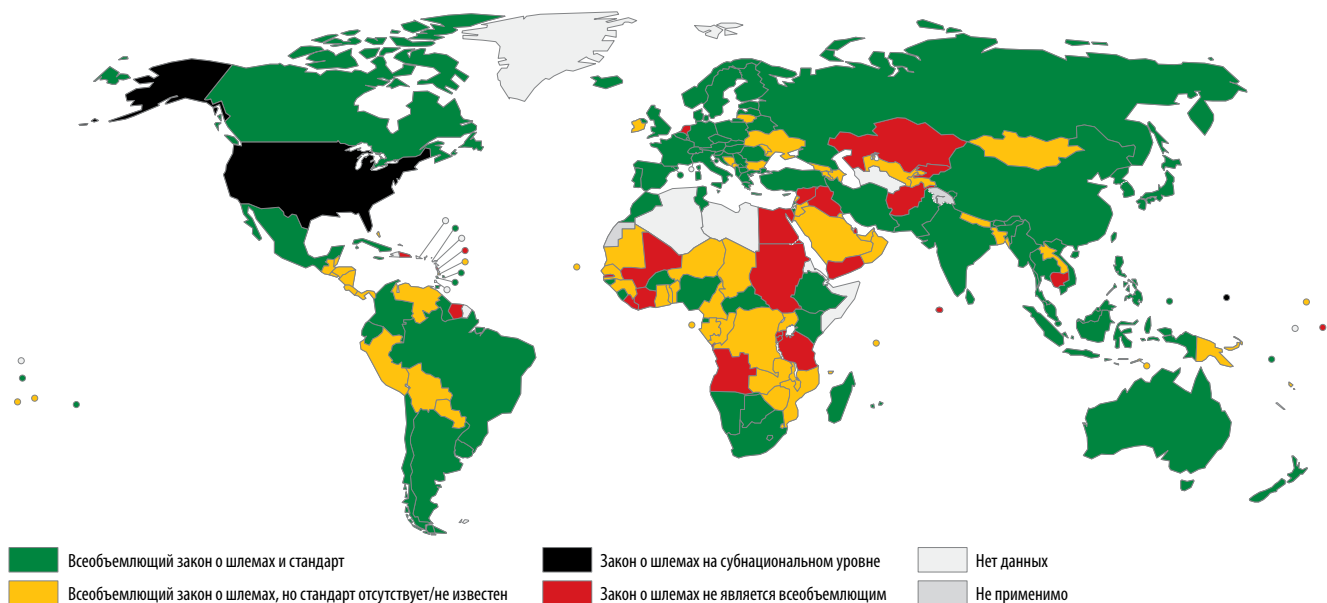 Всеобъемлющий закон о шлемах и стандарт
Всеобъемлющий закон о шлемах, но стандарт отсутствует/не известен
Закон о шлемах на субнациональном уровне
Закон о шлемах не является всеобъемлющим
Нет данных
Не применимо